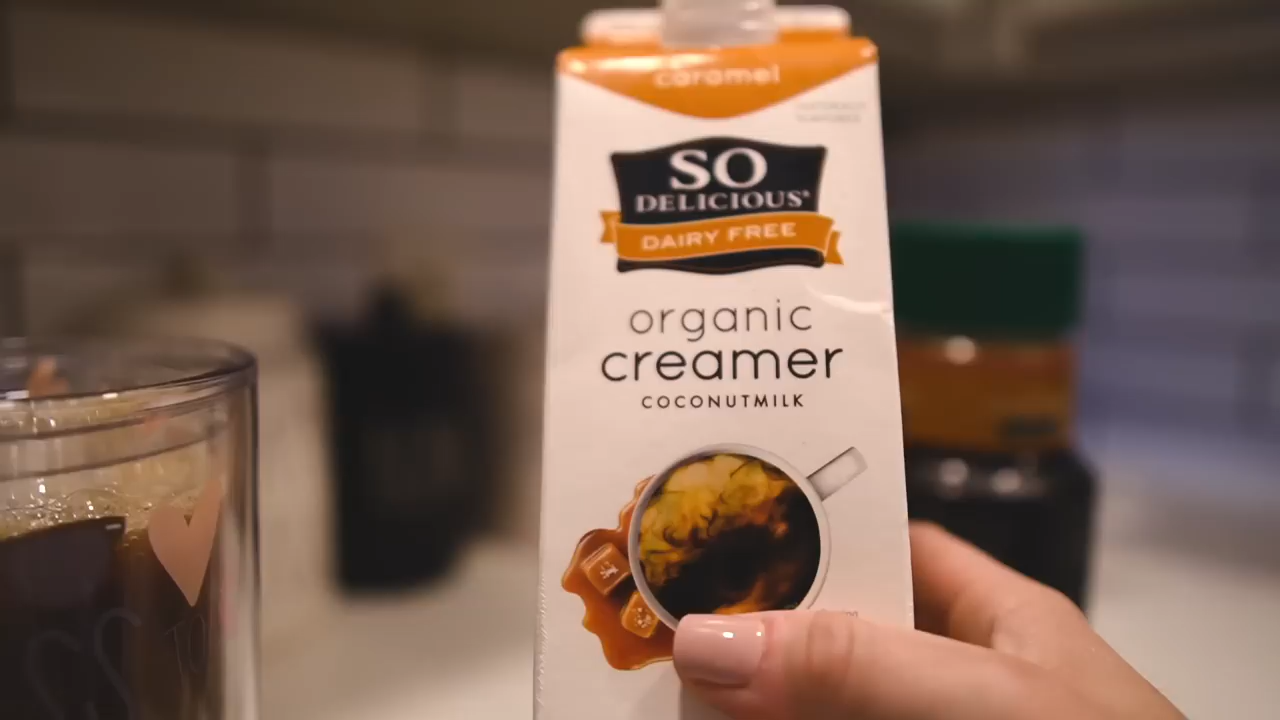 caramel
SO
DELICIOUS®
DAIRY FREE
organic
creamer
COCONUTMILK